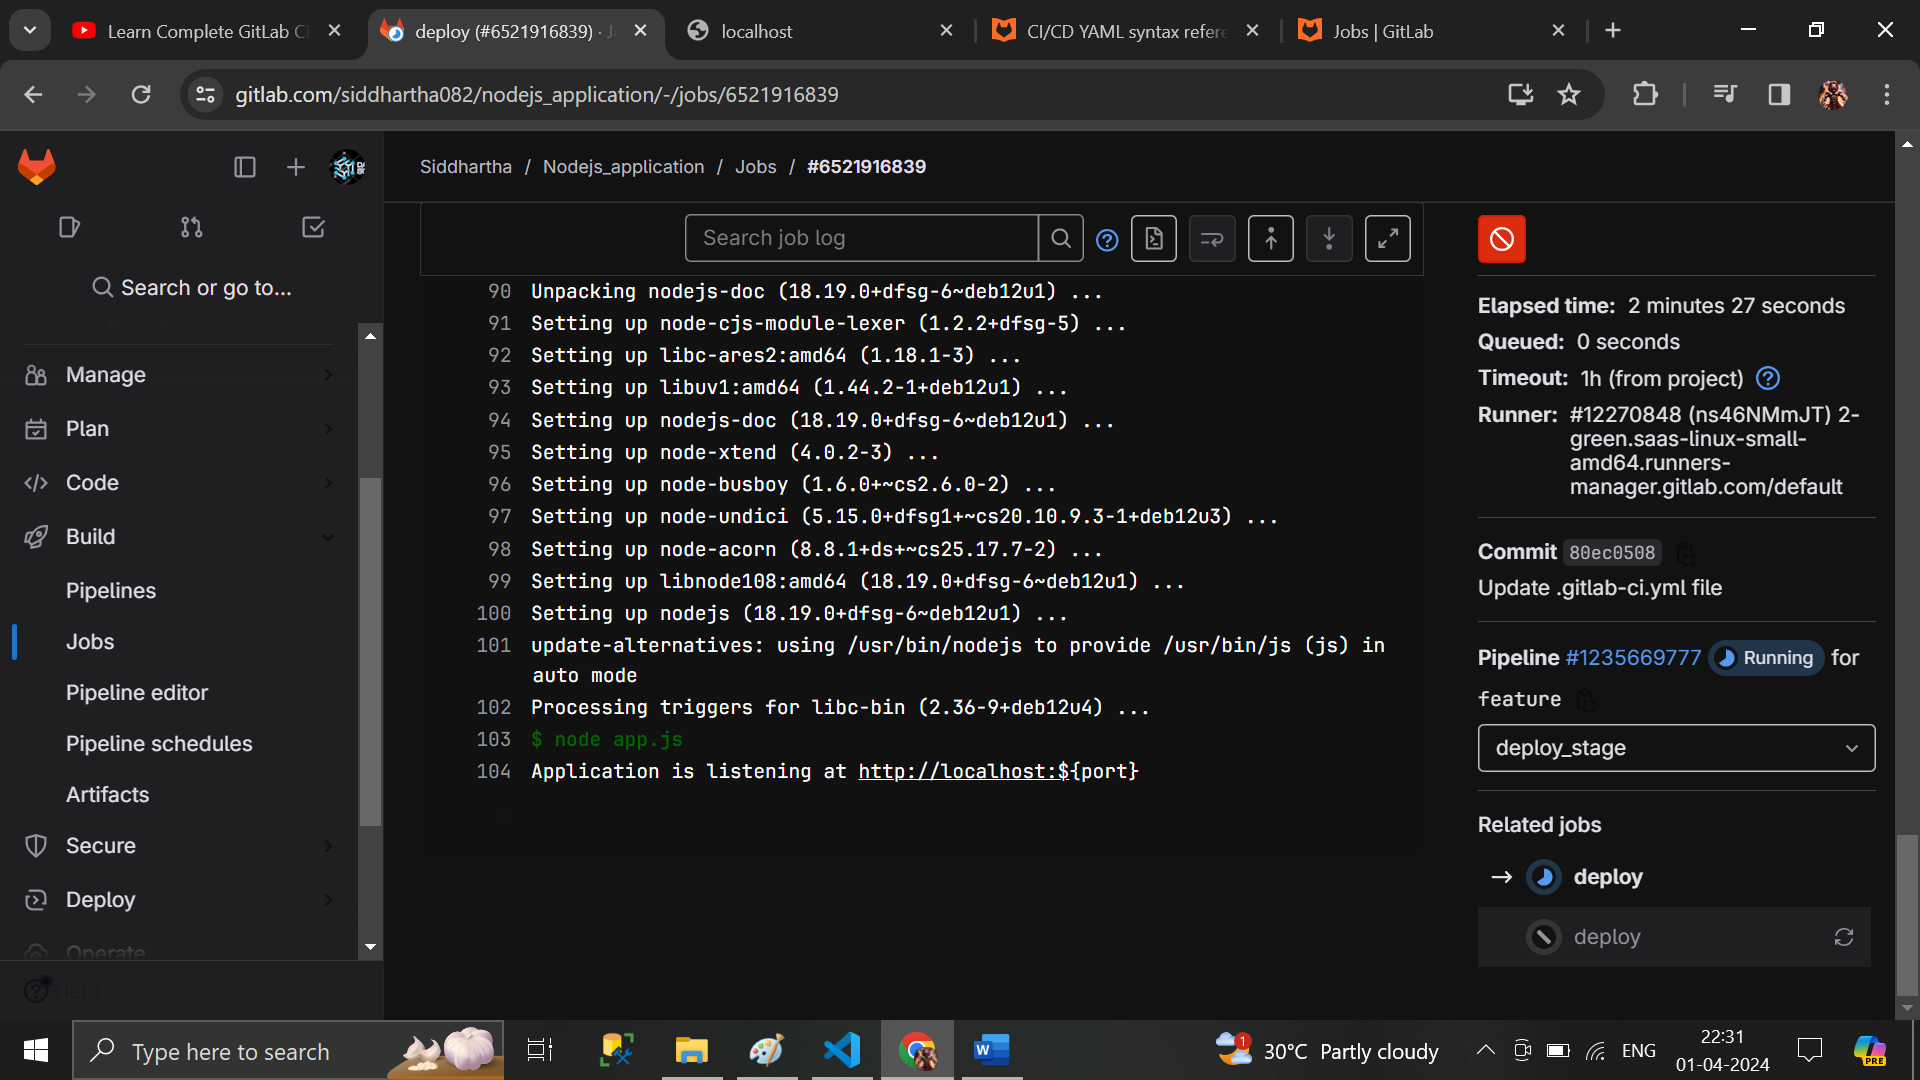 Learn Complete GitLab C
deploy (#6521916839) · J
localhost
CI/CD YAML syntax refere
Jobs | GitLab
gitlab.com/siddhartha082/nodejs_application/-/jobs/6521916839
Siddhartha / Nodejs_application / Jobs / #6521916839
Search or go to...
Manage
Plan
Code
Build
Pipelines
Jobs
Pipeline editor
Pipeline schedules
Artifacts
Secure
Deploy
Operate
Help
Search job log
90 Unpacking nodejs-doc (18.19.0+dfsg-6~deb12u1) ...
91 Setting up node-cjs-module-lexer (1.2.2+dfsg-5) ...
92 Setting up libc-ares2:amd64 (1.18.1-3) ...
93 Setting up libuv1:amd64 (1.44.2-1+deb12u1) ...
94 Setting up nodejs-doc (18.19.0+dfsg-6~deb12u1) ...
95 Setting up node-xtend (4.0.2-3) ...
96 Setting up node-busboy (1.6.0+~cs2.6.0-2) ...
97 Setting up node-undici (5.15.0+dfsg1+~cs20.10.9.3-1+deb12u3) ...
98 Setting up node-acorn (8.8.1+ds+~cs25.17.7-2) ...
99 Setting up libnode108:amd64 (18.19.0+dfsg-6~deb12u1) ...
100 Setting up nodejs (18.19.0+dfsg-6~deb12u1) ...
101 update-alternatives: using /usr/bin/nodejs to provide /usr/bin/js (js) in
auto mode
102 Processing triggers for libc-bin (2.36-9+deb12u4) ...
103 $ node app.js
104 Application is listening at http://localhost:${port}
Elapsed time: 2 minutes 27 seconds
Queued: 0 seconds
Timeout: 1h (from project)
Runner: #12270848 (ns46NMmJT) 2-
green.saas-linux-small-
amd64.runners-
manager.gitlab.com/default
Commit 80ec0508
Update .gitlab-ci.yml file
Pipeline #1235669777 Running for
feature
deploy_stage
Related jobs
deploy
deploy
Type here to search
1
30°C Partly cloudy
ENG
22:31
01-04-2024
PRE